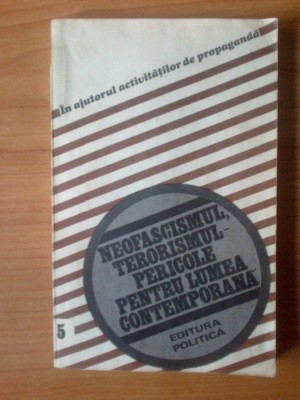 În ajutorul activităților de propagandă
NEOFASCISMUL,
TERORISMUL-
PERICOLE
PENTRU LUMEA
CONTEMPORANĂ
EDITURA
POLITICĂ
5